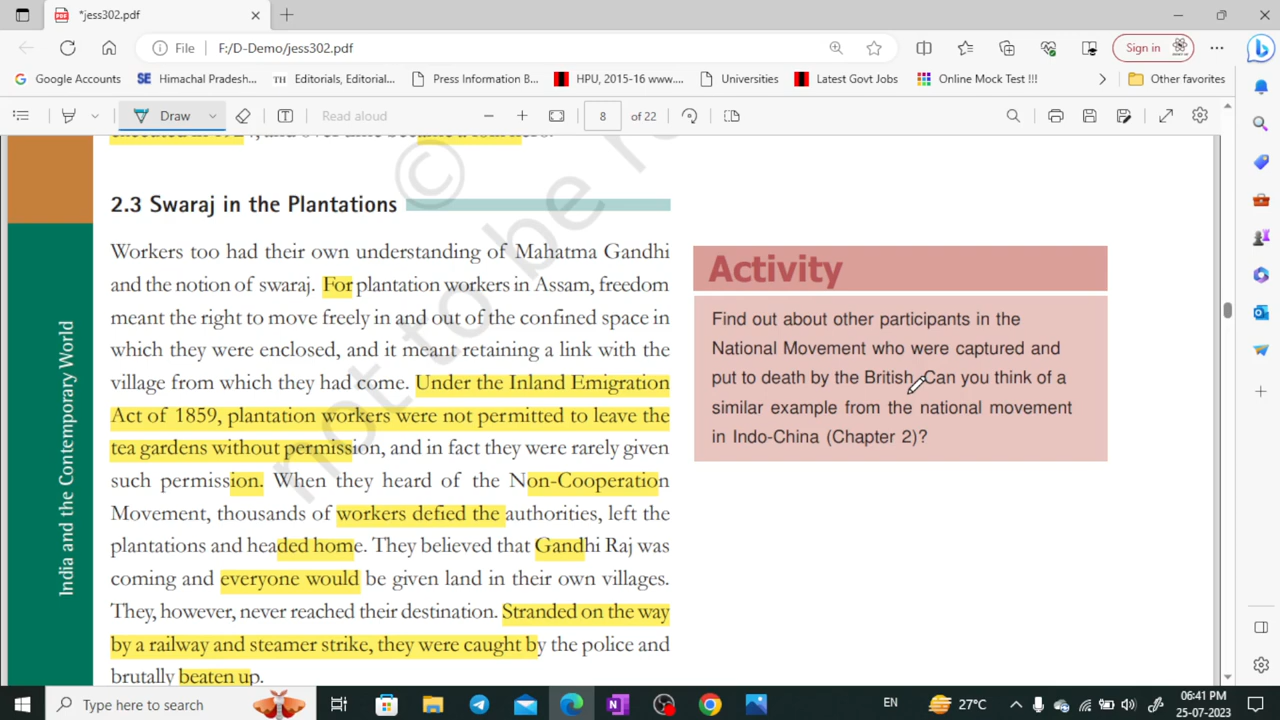 *jess302.pdf
File
F:/D-Demo/jess302.pdf
Sign in
Google Accounts
SE Himachal Pradesh...
TH Editorials, Editorial...
Press Information B...
HPU, 2015-16 www....
Universities
Latest Govt Jobs
Online Mock Test !!!
Other favorites
Draw
Read aloud
8 of 22
2.3 Swaraj in the Plantations
Workers too had their own understanding of Mahatma Gandhi
and the notion of swaraj. For plantation workers in Assam, freedom
meant the right to move freely in and out of the confined space in
which they were enclosed, and it meant retaining a link with the
village from which they had come. Under the Inland Emigration
Act of 1859, plantation workers were not permitted to leave the
tea gardens without permission, and in fact they were rarely given
such permission. When they heard of the Non-Cooperation
Movement, thousands of workers defied the authorities, left the
plantations and headed home. They believed that Gandhi Raj was
coming and everyone would be given land in their own villages.
They, however, never reached their destination. Stranded on the way
by a railway and steamer strike, they were caught by the police and
brutally beaten up.
Activity
Find out about other participants in the
National Movement who were captured and
put to death by the British. Can you think of a
similar example from the national movement
in Indo-China (Chapter 2)?
India and the Contemporary World
© not to be
Type here to search
EN
27°C
06:41 PM
25-07-2023